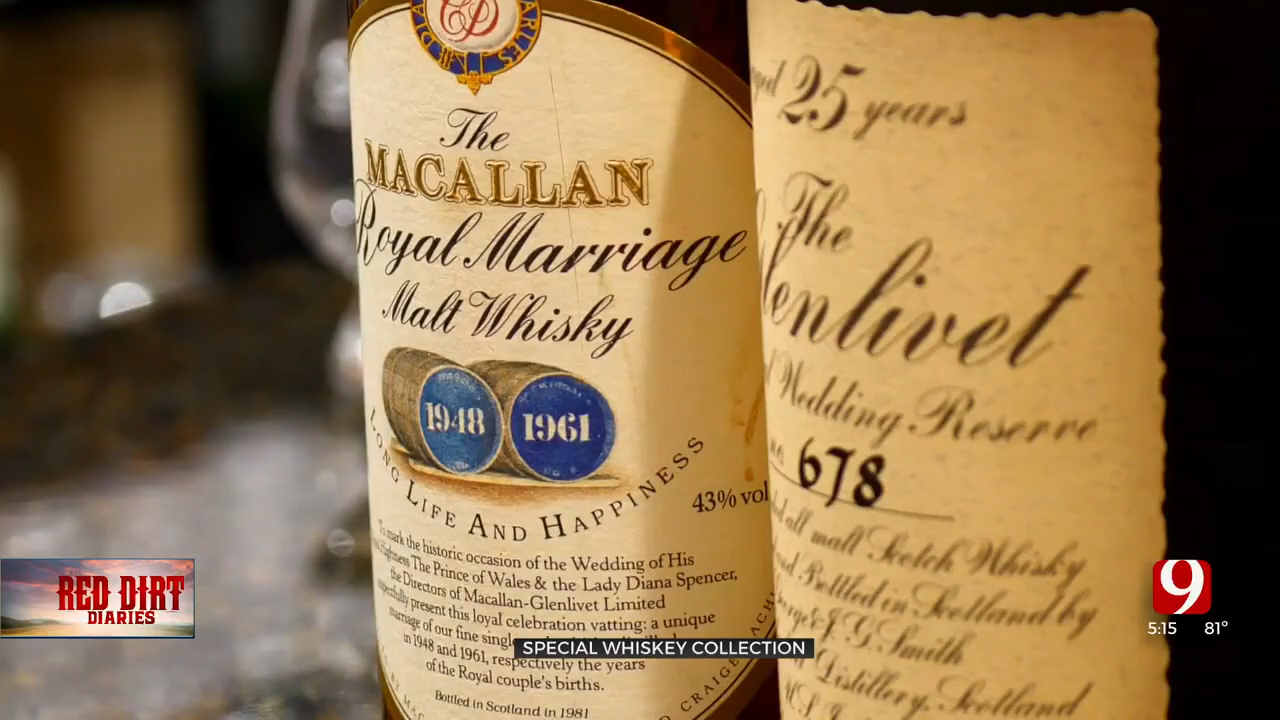 The
MACALLAN
Royal Marriage
Malt Whisky
1948 1961
LONG LIFE AND HAPPINESS
43% vol
To mark the historic occasion of the Wedding of His
Highness The Prince of Wales & the Lady Diana Spencer,
the Directors of Macallan-Glenlivet Limited
present this loyal celebration vatting: a unique
marriage of our fine single
in 1948 and 1961, respectively the years
of the Royal couple's births.
Bottled in Scotland in 1981
25 years
The
enlivet
Wedding Reserve
678
all malt Scotch Whisky
Bottled in Scotland by
J. G. Smith
Distillery, Scotland
RED DIRT
DIARIES
SPECIAL WHISKEY COLLECTION
9
5:15 81°